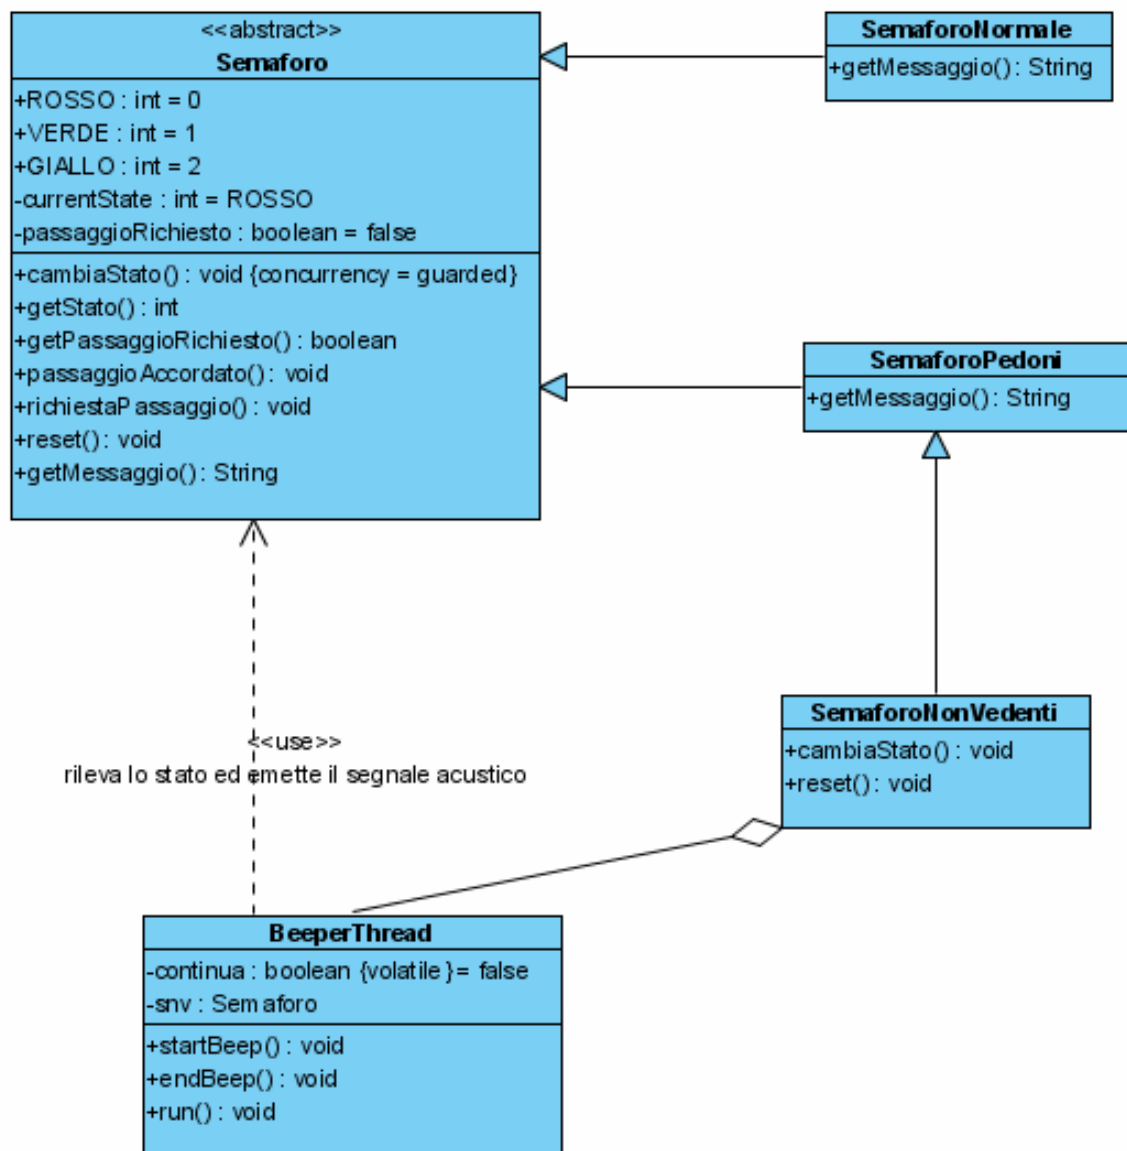 <<abstract>>
Semaforo
+ROSSO : int = 0
+VERDE : int = 1
+GIALLO : int = 2
-currentState : int = ROSSO
-passaggioRichiesto : boolean = false
+cambiaStato() : void {concurrency = guarded}
+getStato() : int
+getPassaggioRichiesto() : boolean
+passaggioAccordato() : void
+richiestaPassaggio() : void
+reset() : void
+getMessaggio() : String
SemaforoNormale
+getMessaggio() : String
SemaforoPedoni
+getMessaggio() : String
SemaforoNonVedenti
+cambiaStato() : void
+reset() : void
<<use>>
rileva lo stato ed emette il segnale acustico
BeeperThread
-continua : boolean {volatile} = false
-snv : Semaforo
+startBeep() : void
+endBeep() : void
+run() : void